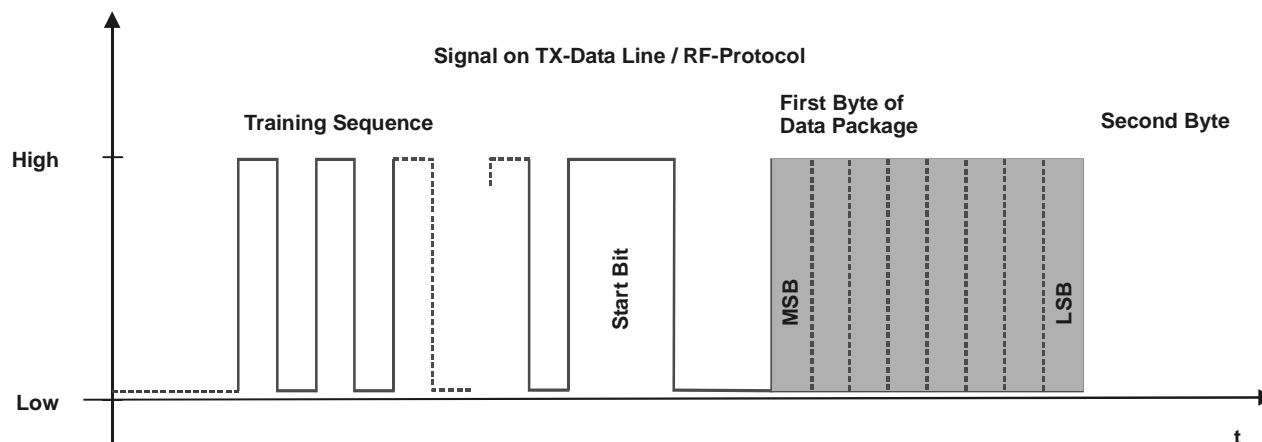 Signal on TX-Data Line / RF-Protocol
Training Sequence
First Byte of
Data Package
Second Byte
High
Start Bit
MSB
LSB
Low
t